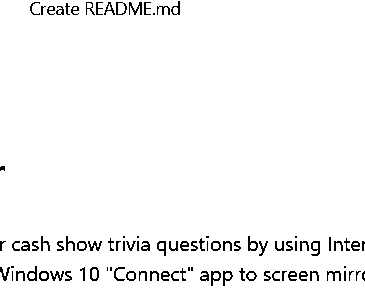 Create README.md
r
r cash show trivia questions by using Inter
Windows 10 "Connect" app to screen mirro